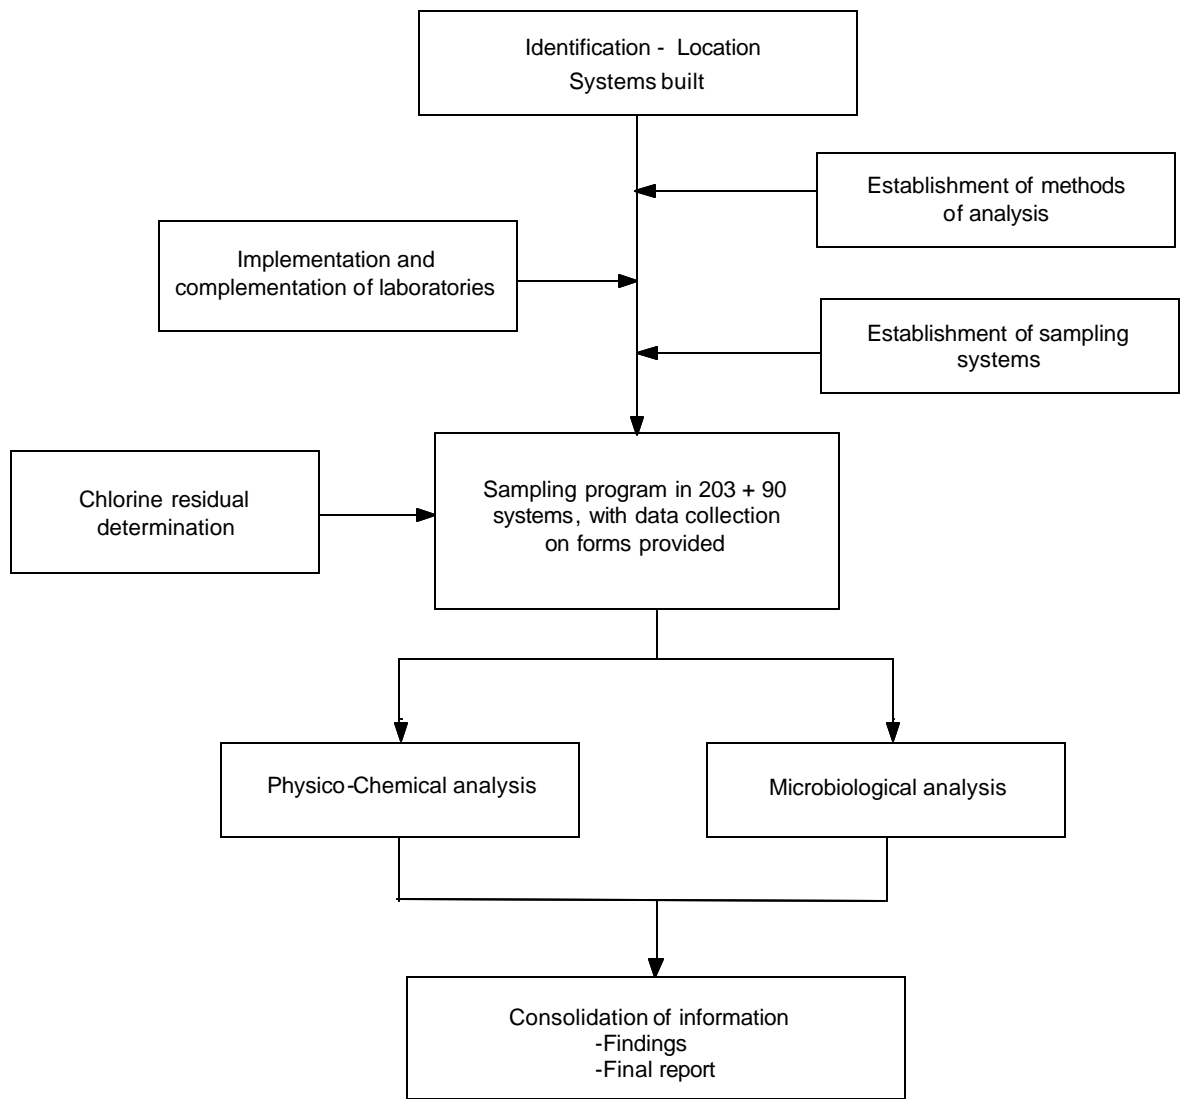 Identification - Location
Systems built
Establishment of methods
of analysis
Implementation and
complementation of laboratories
Establishment of sampling
systems
Chlorine residual
determination
Sampling program in 203 + 90
systems, with data collection
on forms provided
Physico-Chemical analysis
Microbiological analysis
Consolidation of information
-Findings
-Final report